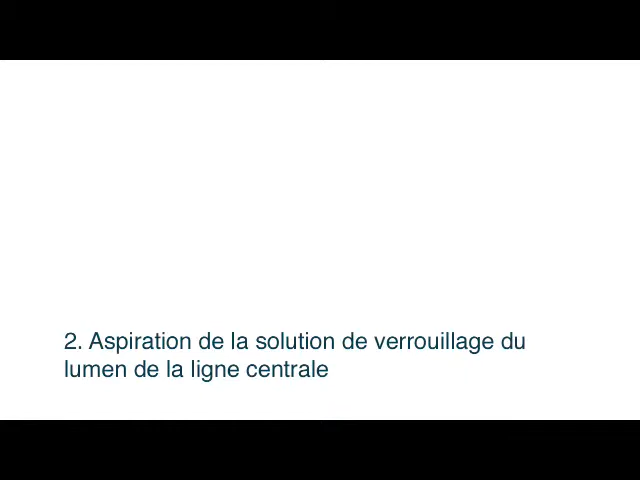 2. Aspiration de la solution de verrouillage du
lumen de la ligne centrale